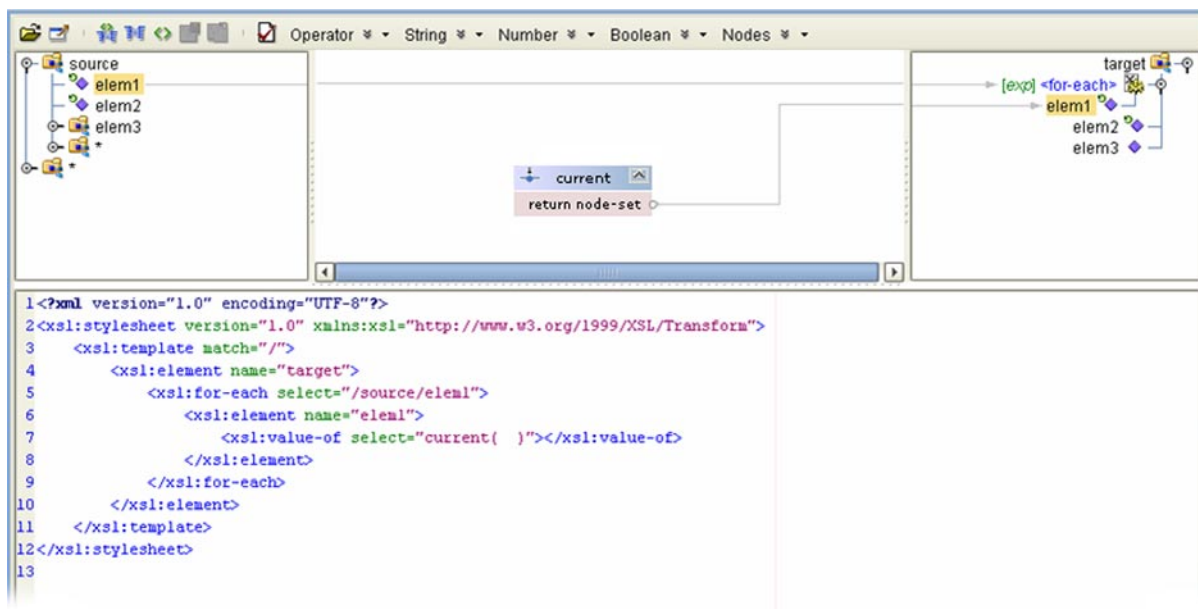 Operator String Number Boolean Nodes
source
elem1
elem2
elem3
*
*
current
return node-set
target
[exp] <for-each>
elem1
elem2
elem3
1<?xml version="1.0" encoding="UTF-8"?>
2<xsl:stylesheet version="1.0" xmlns:xsl="http://www.w3.org/1999/XSL/Transform">
3    <xsl:template match="/">
4        <xsl:element name="target">
5            <xsl:for-each select="/source/elem1">
6                <xsl:element name="elem1">
7                    <xsl:value-of select="current(  )"></xsl:value-of>
8                </xsl:element>
9            </xsl:for-each>
10        </xsl:element>
11    </xsl:template>
12</xsl:stylesheet>
13